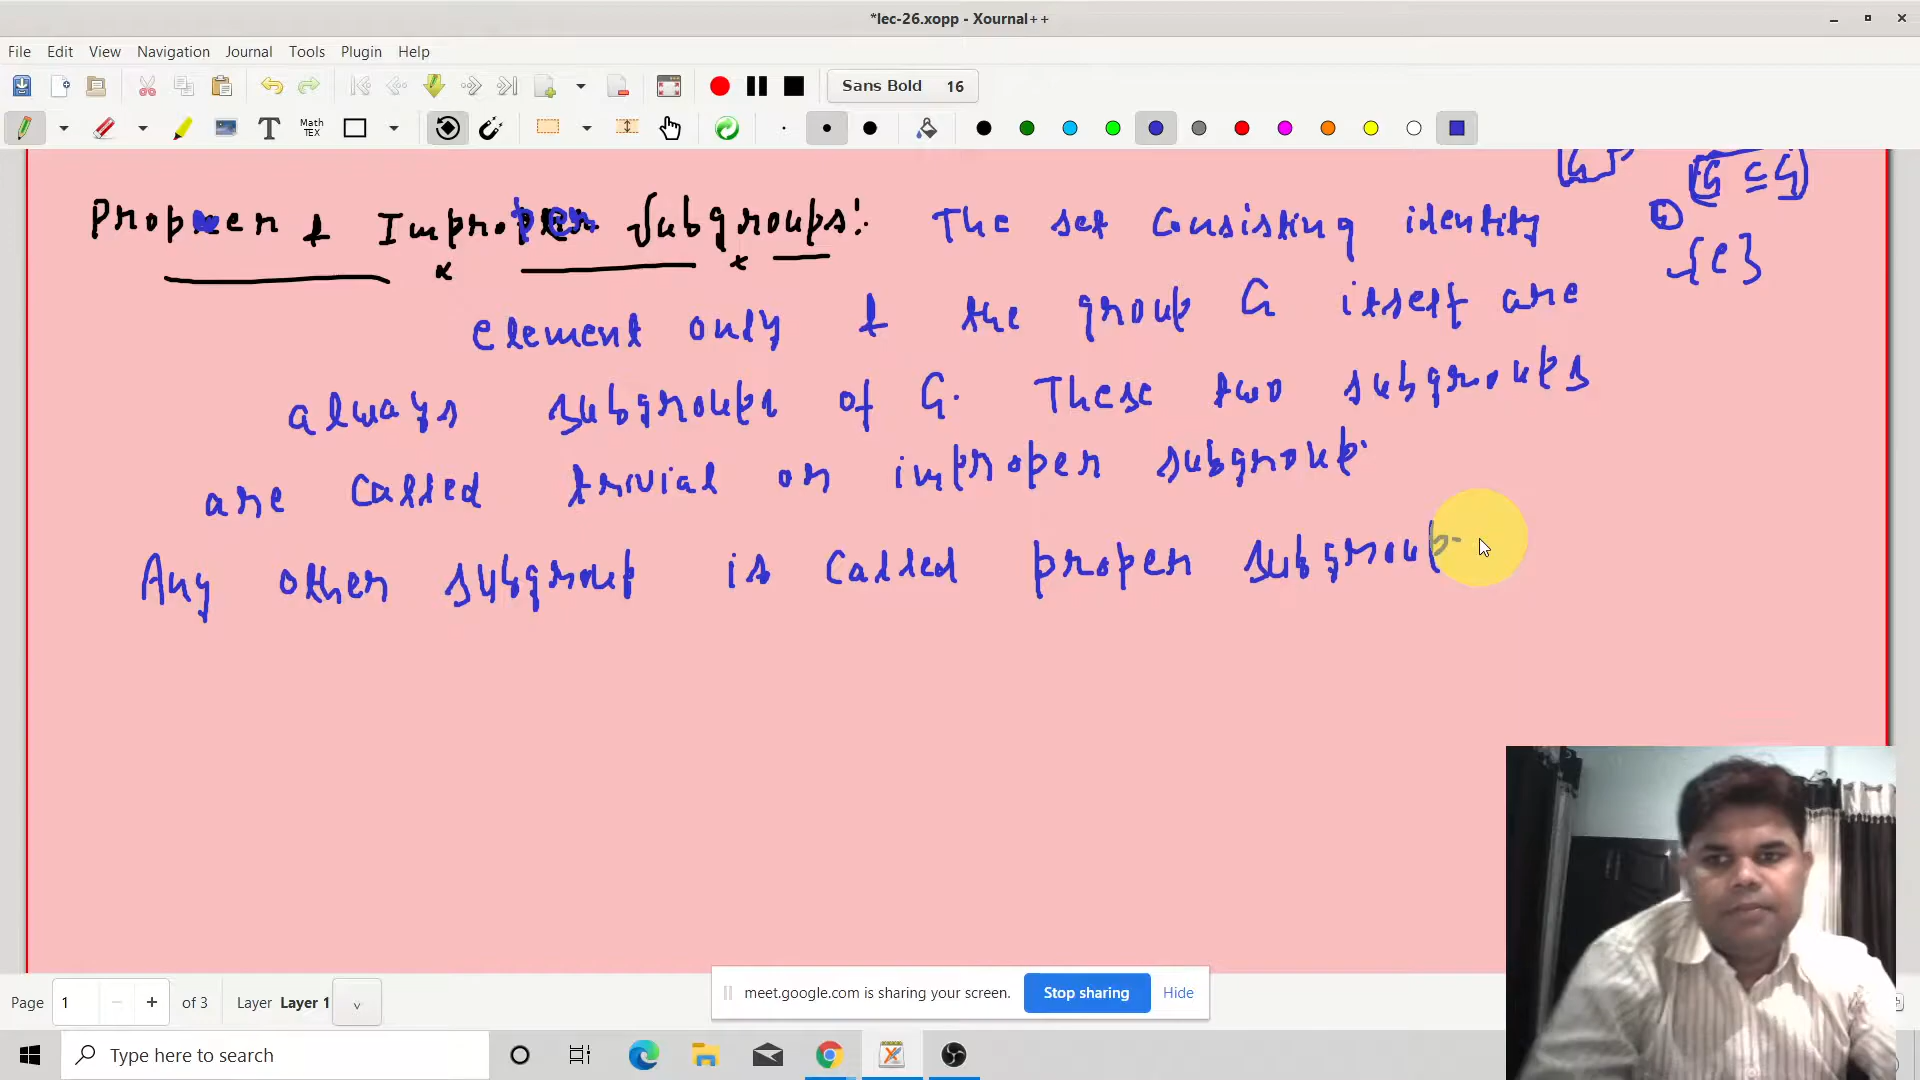 *lec-26.xopp - Xournal++
File Edit View Navigation Journal Tools Plugin Help
Sans Bold 16
T Math TEX
G ⊆ G
{e}
Proper & Improper Subgroups: The set consisting identity
element only & the group G itself are
always subgroups of G. These two subgroups
are called trivial or improper subgroup.
Any other subgroup is called proper subgroup.
meet.google.com is sharing your screen. Stop sharing Hide
Page 1 of 3 Layer Layer 1
Type here to search